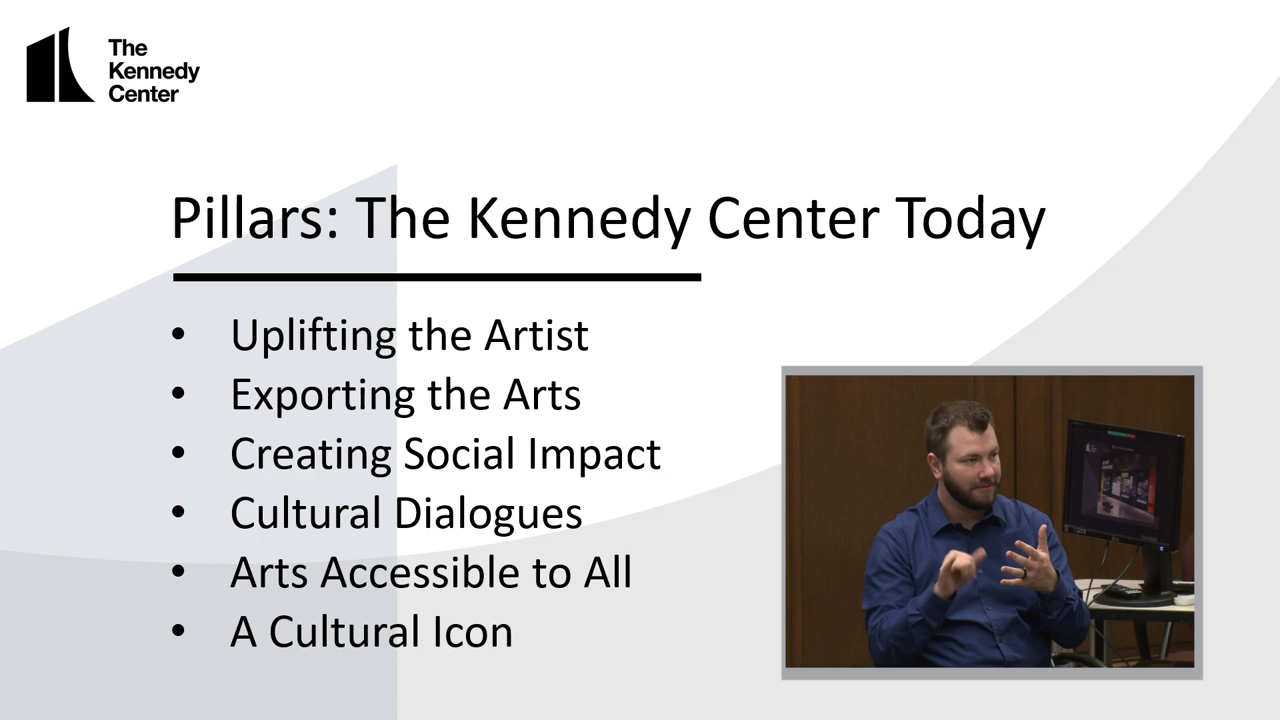 The
Kennedy
Center
Pillars: The Kennedy Center Today
• Uplifting the Artist
• Exporting the Arts
• Creating Social Impact
• Cultural Dialogues
• Arts Accessible to All
• A Cultural Icon